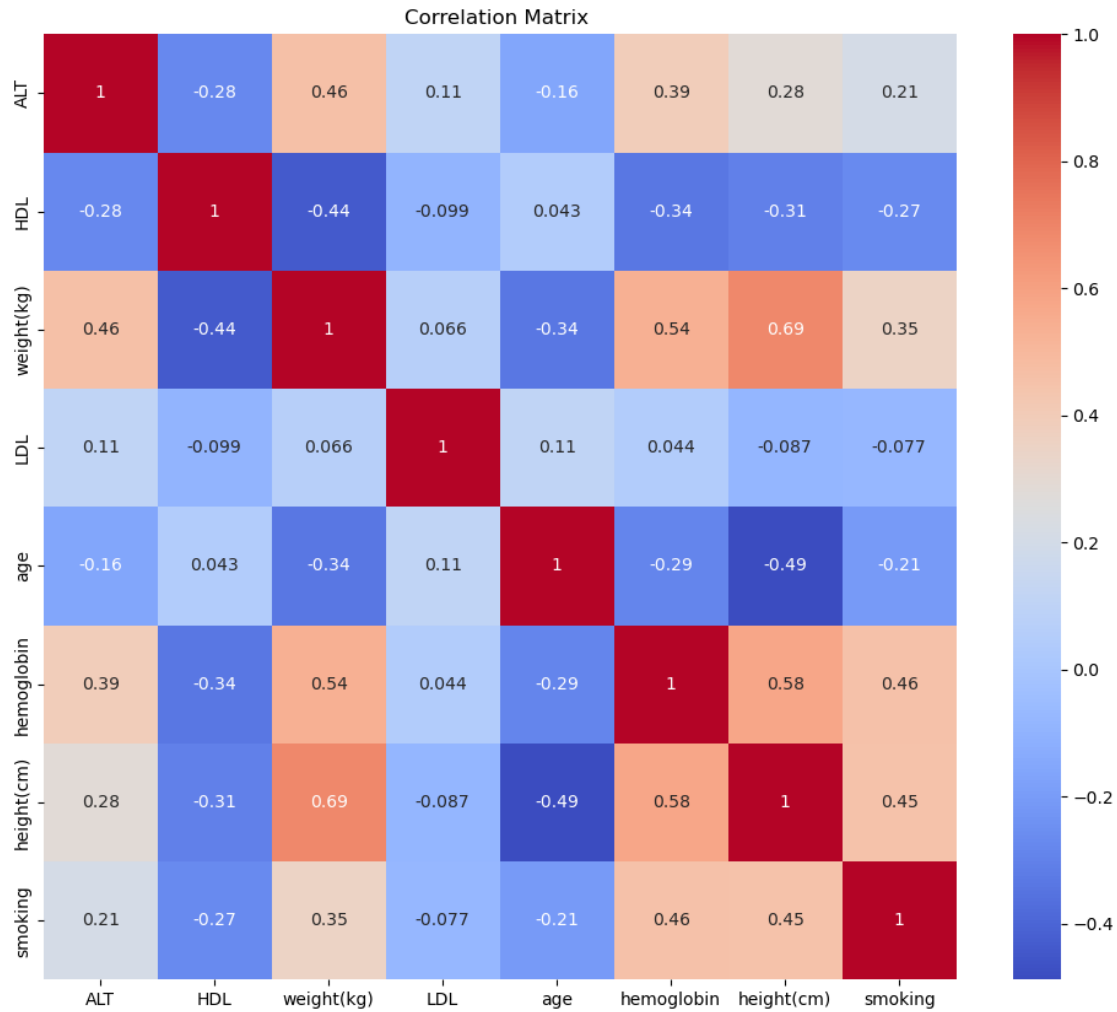 Correlation Matrix
ALT 1 -0.28 0.46 0.11 -0.16 0.39 0.28 0.21
HDL -0.28 1 -0.44 -0.099 0.043 -0.34 -0.31 -0.27
weight(kg) 0.46 -0.44 1 0.066 -0.34 0.54 0.69 0.35
LDL 0.11 -0.099 0.066 1 0.11 0.044 -0.087 -0.077
age -0.16 0.043 -0.34 0.11 1 -0.29 -0.49 -0.21
hemoglobin 0.39 -0.34 0.54 0.044 -0.29 1 0.58 0.46
height(cm) 0.28 -0.31 0.69 -0.087 -0.49 0.58 1 0.45
smoking 0.21 -0.27 0.35 -0.077 -0.21 0.46 0.45 1
ALT HDL weight(kg) LDL age hemoglobin height(cm) smoking
1.0
0.8
0.6
0.4
0.2
0.0
−0.2
−0.4